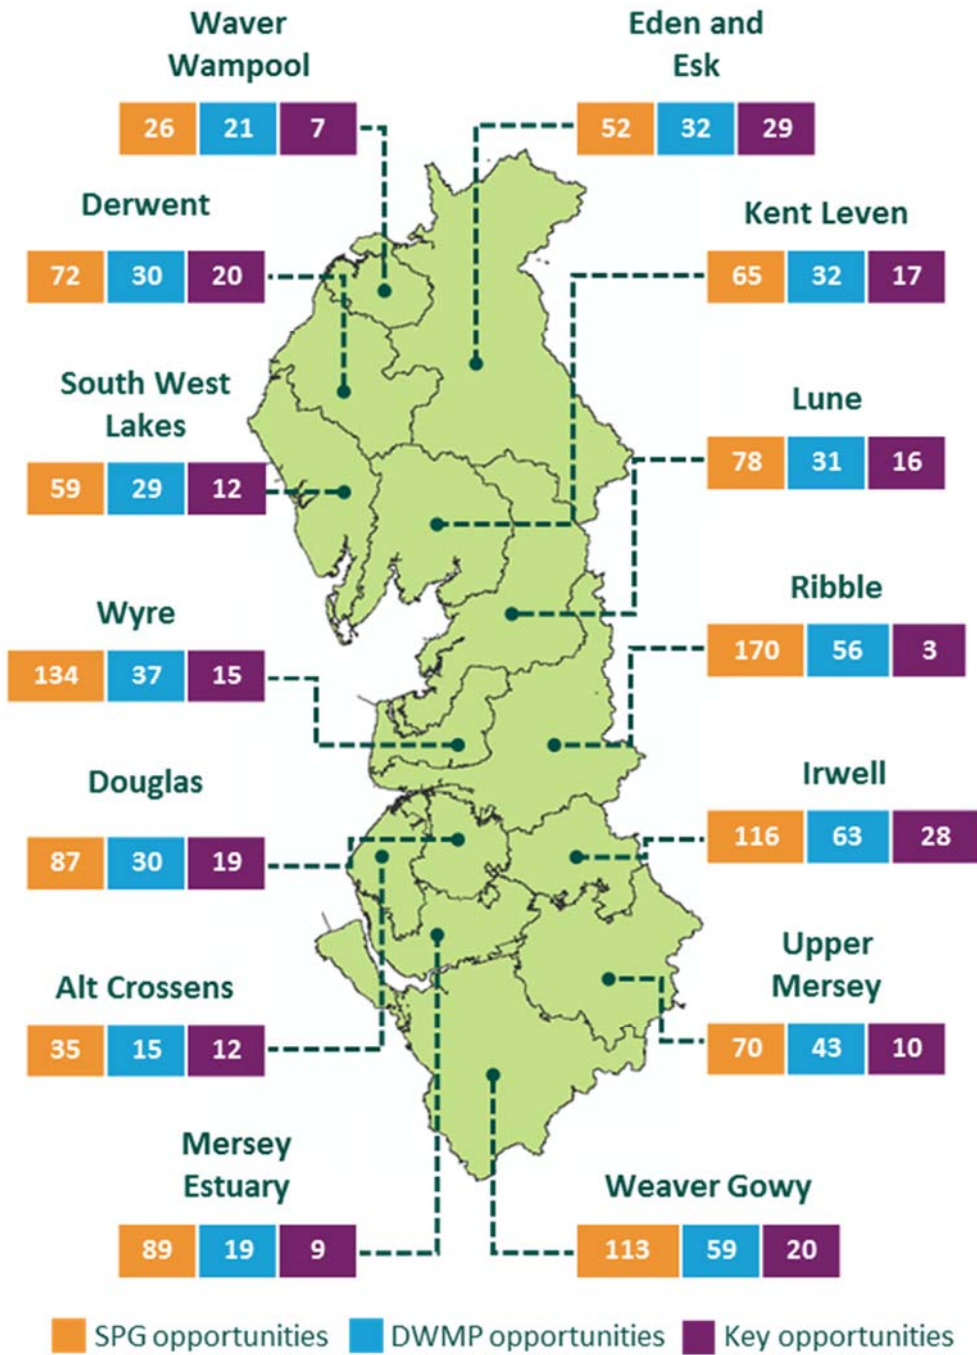 Waver
Wampool
26 21 7
Eden and
Esk
52 32 29
Derwent
72 30 20
Kent Leven
65 32 17
South West
Lakes
59 29 12
Lune
78 31 16
Wyre
134 37 15
Ribble
170 56 3
Douglas
87 30 19
Irwell
116 63 28
Alt Crossens
35 15 12
Upper
Mersey
70 43 10
Mersey
Estuary
89 19 9
Weaver Gowy
113 59 20
SPG opportunities DWMP opportunities Key opportunities